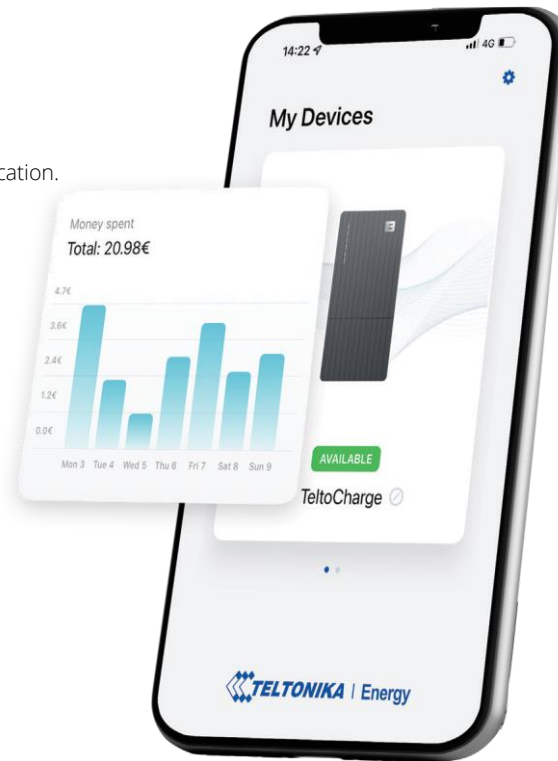 14:22
4G
My Devices
cation.
Money spent
Total: 20.98€
4.7€
3.6€
2.4€
1.2€
0.0€
Mon 3 Tue 4 Wed 5 Thu 6 Fri 7 Sat 8 Sun 9
AVAILABLE
TeltoCharge
TELTONIKA | Energy